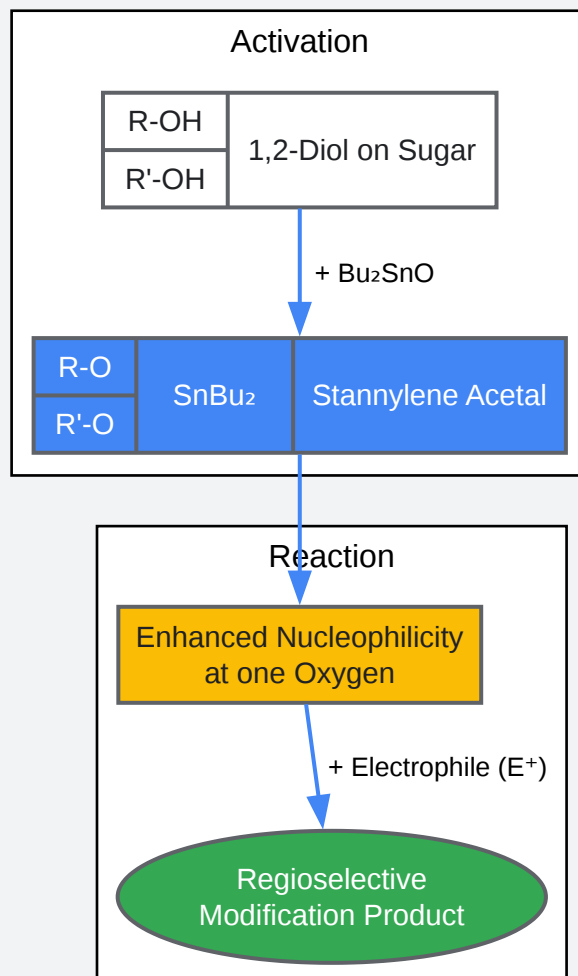 Activation
R-OH
R'-OH
1,2-Diol on Sugar
+ Bu₂SnO
R-O
R'-O
SnBu₂
Stannylene Acetal
Reaction
Enhanced Nucleophilicity
at one Oxygen
+ Electrophile (E⁺)
Regioselective
Modification Product